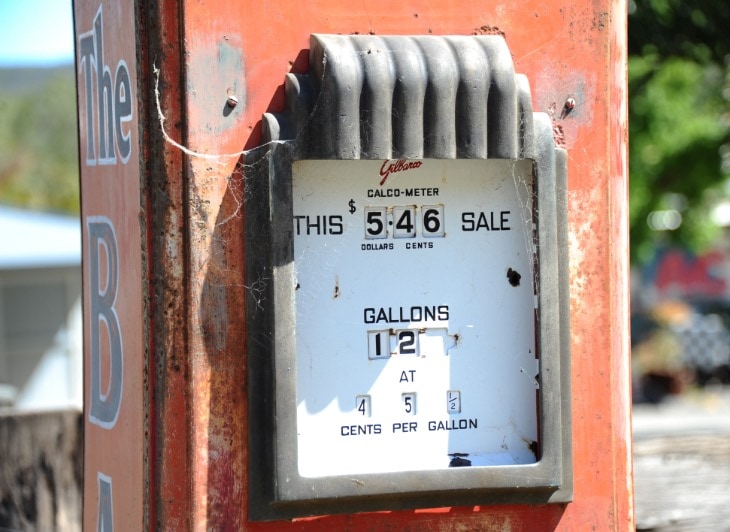 The
BA
Gilbarco
CALCO-METER
THIS $ 5.46 SALE
DOLLARS CENTS
GALLONS
12
AT
4 5 1/2
CENTS PER GALLON